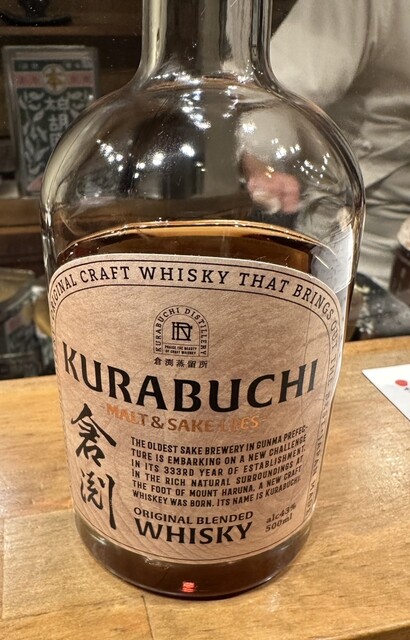 ORIGINAL CRAFT WHISKY THAT BRINGS OUT THE
KURABUCHI DISTILLERY
倉渕蒸留所
KURABUCHI
MALT & SAKE LEES
倉渕
THE OLDEST SAKE BREWERY IN GUNMA PREFEC-
TURE IS EMBARKING ON A NEW CHALLENGE
IN ITS 333RD YEAR OF ESTABLISHMENT.
IN THE RICH NATURAL SURROUNDINGS AT
THE FOOT OF MOUNT HARUNA, A NEW CRAFT
WHISKEY WAS BORN. ITS NAME IS KURABUCHI.
ORIGINAL BLENDED
WHISKY
alc43%
500ml